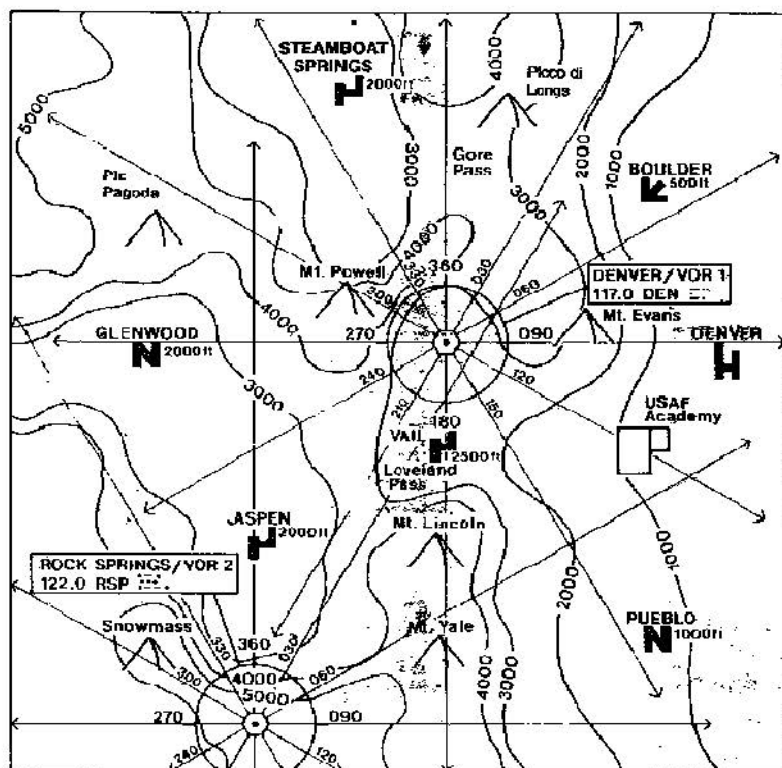 STEAMBOAT
SPRINGS
2000ft
4000
Picco di
Longs
5000
3000
Gore
Pass
2000
1000
BOULDER
500ft
Pic
Pagoda
3000
4000
360
030
060
DENVER/VOR 1
117.0 DEN
Mt. Powell
300
330
Mt. Evans
4000
GLENWOOD
2000ft
270
090
DENVER
240
120
3000
210
150
USAF
Academy
180
VAIL
2500ft
Loveland
Pass
ASPEN
2000ft
Mt. Lincoln
1000
ROCK SPRINGS/VOR 2
122.0 RSP
2000
Snowmass
330
360
030
Mt. Yale
PUEBLO
1000ft
300
4000
5000
060
4000
3000
270
090
240
120